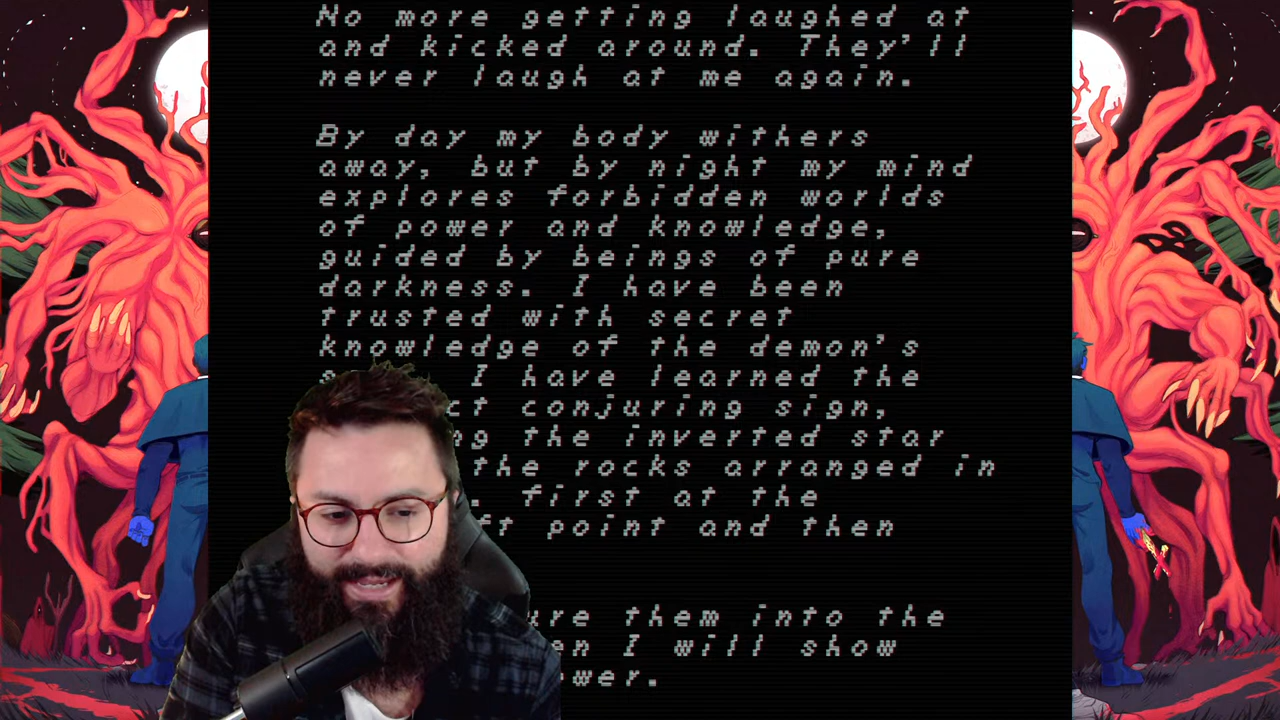 No more getting laughed at
and kicked around. They'll
never laugh at me again.
By day my body withers
away, but by night my mind
explores forbidden worlds
of power and knowledge,
guided by beings of pure
darkness. I have been
trusted with secret
knowledge of the demon's
I have learned the
conjuring sign,
the inverted star
the rocks arranged in
first at the
point and then
them into the
I will show